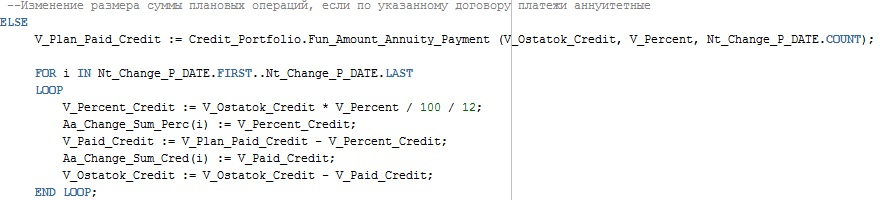 --Изменение размера суммы плановых операций, если по указанному договору платежи аннуитетные
ELSE
V_Plan_Paid_Credit := Credit_Portfolio.Fun_Amount_Annuity_Payment (V_Ostatok_Credit, V_Percent, Nt_Change_P_DATE.COUNT);
FOR i IN Nt_Change_P_DATE.FIRST..Nt_Change_P_DATE.LAST
LOOP
V_Percent_Credit := V_Ostatok_Credit * V_Percent / 100 / 12;
Aa_Change_Sum_Perc(i) := V_Percent_Credit;
V_Paid_Credit := V_Plan_Paid_Credit - V_Percent_Credit;
Aa_Change_Sum_Cred(i) := V_Paid_Credit;
V_Ostatok_Credit := V_Ostatok_Credit - V_Paid_Credit;
END LOOP;